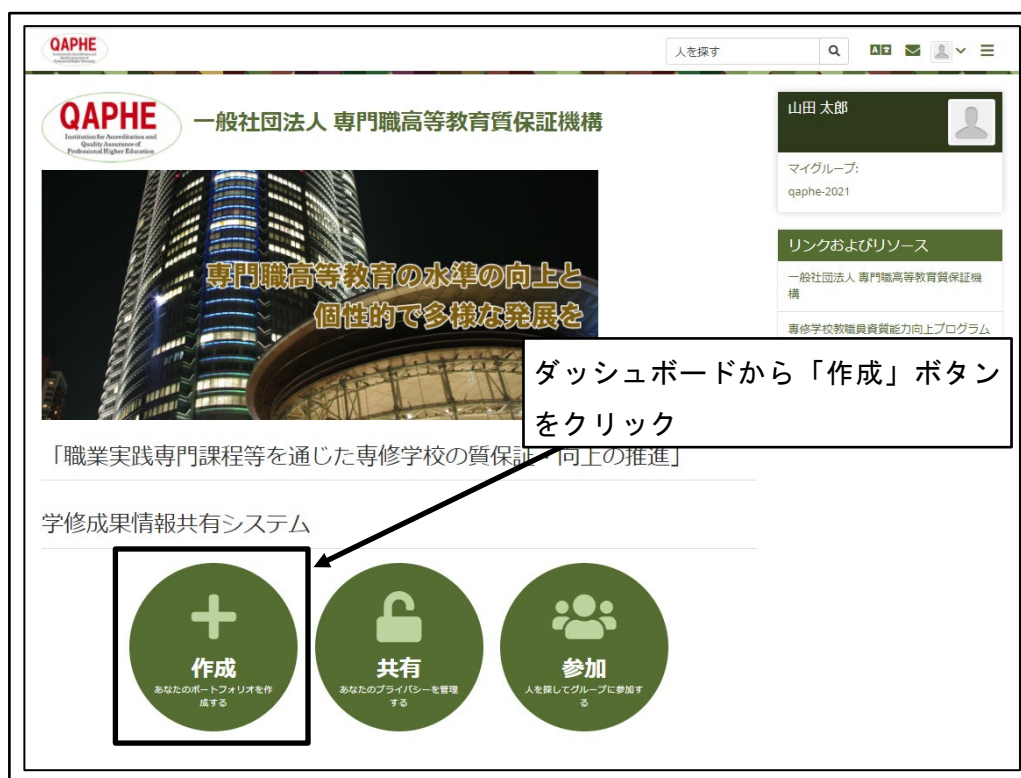 QAPHE
人を探す
QAPHE
Institution for Accreditation and
Quality Assurance of
Professional Higher Education
一般社団法人 専門職高等教育質保証機構
山田 太郎
マイグループ:
qaphe-2021
専門職高等教育の水準の向上と
個性的で多様な発展を
リンクおよびリソース
一般社団法人 専門職高等教育質保証機
構
専修学校教職員資質能力向上プログラム
ダッシュボードから「作成」ボタン
をクリック
「職業実践専門課程等を通じた専修学校の質保証・向上の推進」
学修成果情報共有システム
作成
あなたのポートフォリオを作
成する
共有
あなたのプライバシーを管理
する
参加
人を探してグループに参加す
る